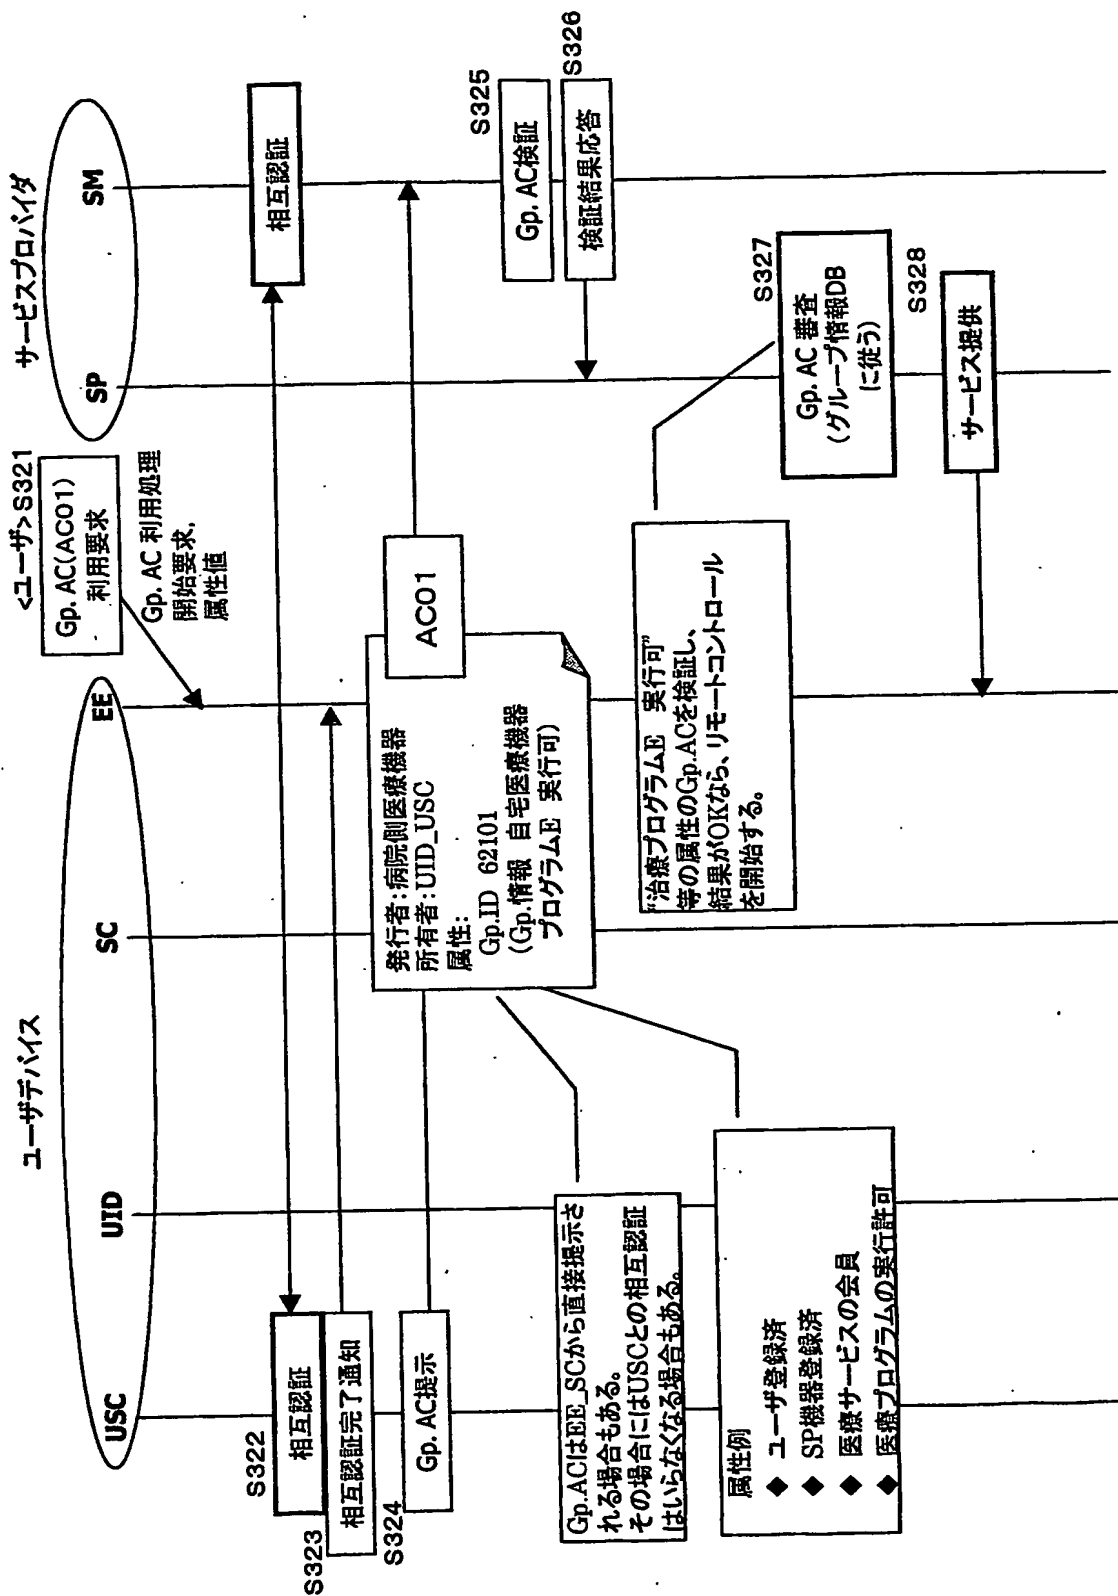 ユーザデバイス
USC
UID
SC
EE
<ユーザ>S321
Gp. AC(AC01)
利用要求
Gp. AC 利用処理
開始要求,
属性値
サービスプロバイダ
SP
SM
S322
相互認証
相互認証
S323
相互認証完了通知
S324
Gp. AC提示
発行者:病院側医療機器
所有者:UID_USC
属性:
Gp.ID 62101
(Gp.情報 自宅医療機器
プログラムE 実行可)
AC01
S325
Gp. AC検証
S326
検証結果応答
Gp.ACはEE_SCから直接提示さ
れる場合もある。
その場合にはUSCとの相互認証
はいらなくなる場合もある。
"治療プログラムE 実行可"
等の属性のGp.ACを検証し、
結果がOKなら、リモートコントロール
を開始する。
S327
Gp. AC 審査
(グループ情報DB
に従う)
S328
サービス提供
属性例
◆ ユーザ登録済
◆ SP機器登録済
◆ 医療サービスの会員
◆ 医療プログラムの実行許可